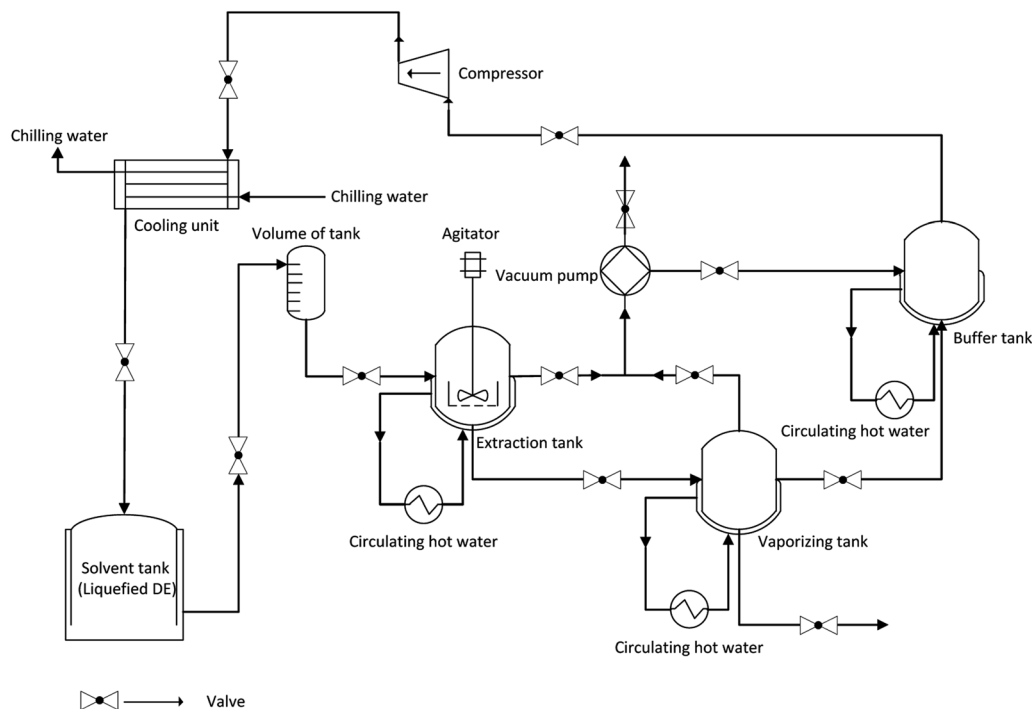 Compressor
Chilling water
Chilling water
Cooling unit
Volume of tank
Agitator
Vacuum pump
Buffer tank
Extraction tank
Circulating hot water
Circulating hot water
Vaporizing tank
Solvent tank
(Liquefied DE)
Circulating hot water
Valve